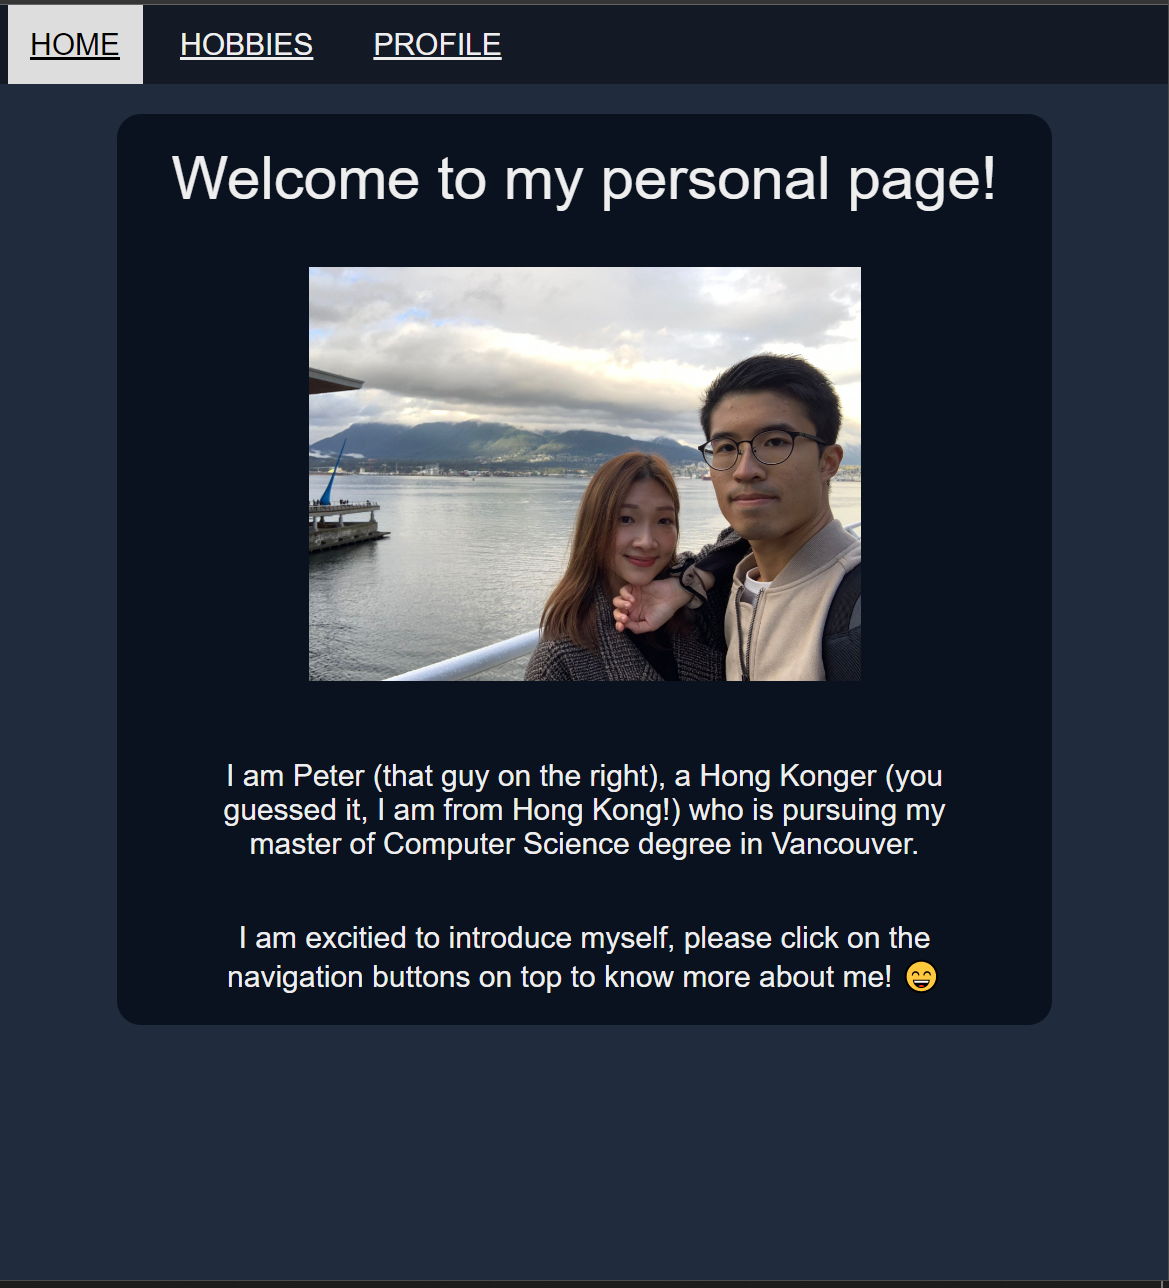 HOME HOBBIES PROFILE
Welcome to my personal page!
I am Peter (that guy on the right), a Hong Konger (you
guessed it, I am from Hong Kong!) who is pursuing my
master of Computer Science degree in Vancouver.
I am excitied to introduce myself, please click on the
navigation buttons on top to know more about me! 😄